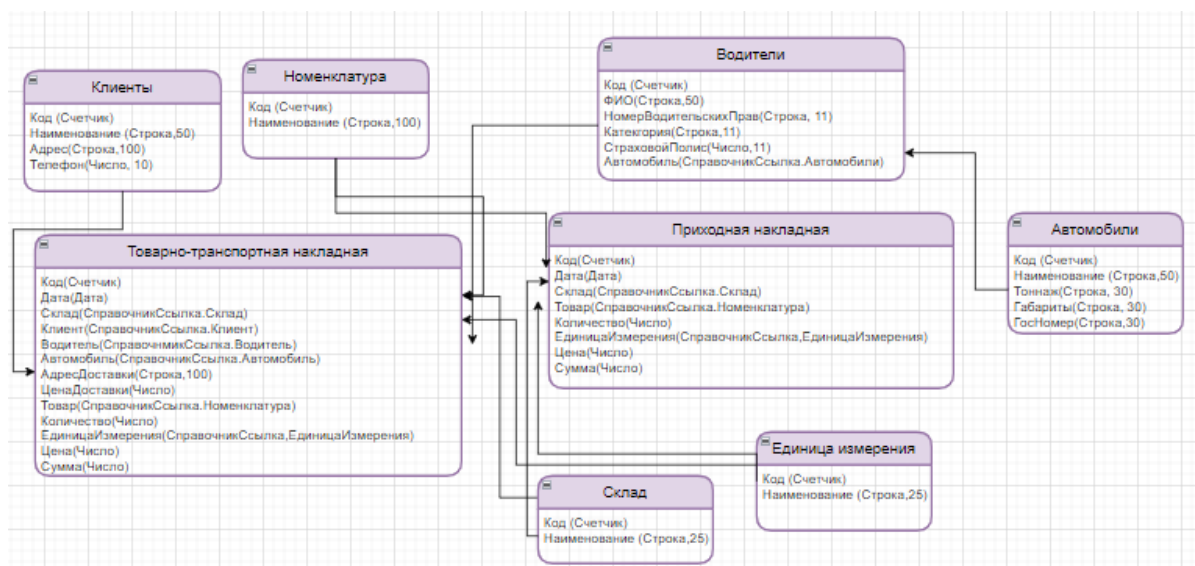 Клиенты
Код (Счетчик)
Наименование (Строка,50)
Адрес(Строка,100)
Телефон(Число, 10)
Номенклатура
Код (Счетчик)
Наименование (Строка,100)
Водители
Код (Счетчик)
ФИО(Строка,50)
НомерВодительскихПрав(Строка, 11)
Катекгория(Строка,11)
СтраховойПолис(Число,11)
Автомобиль(СправочникСсылка.Автомобили)
Товарно-транспортная накладная
Код(Счетчик)
Дата(Дата)
Склад(СправочникСсылка.Склад)
Клиент(СправочникСсылка.Клиент)
Водитель(СправочнмикСсылка.Водитель)
Автомобиль(СправочникСсылка.Автомобиль)
АдресДоставки(Строка,100)
ЦенаДоставки(Число)
Товар(СправочникСсылка.Номенклатура)
Количество(Число)
ЕдиницаИзмерения(СправочникСсылка,ЕдиницаИзмерения)
Цена(Число)
Сумма(Число)
Приходная накладная
Код(Счетчик)
Дата(Дата)
Склад(СправочникСсылка.Склад)
Товар(СправочникСсылка.Номенклатура)
Количество(Число)
ЕдиницаИзмерения(СправочникСсылка,ЕдиницаИзмерения)
Цена(Число)
Сумма(Число)
Автомобили
Код (Счетчик)
Наименование (Строка,50)
Тоннаж(Строка, 30)
Габариты(Строка, 30)
ГосНомер(Строка,30)
Склад
Код (Счетчик)
Наименование (Строка,25)
Единица измерения
Код (Счетчик)
Наименование (Строка,25)